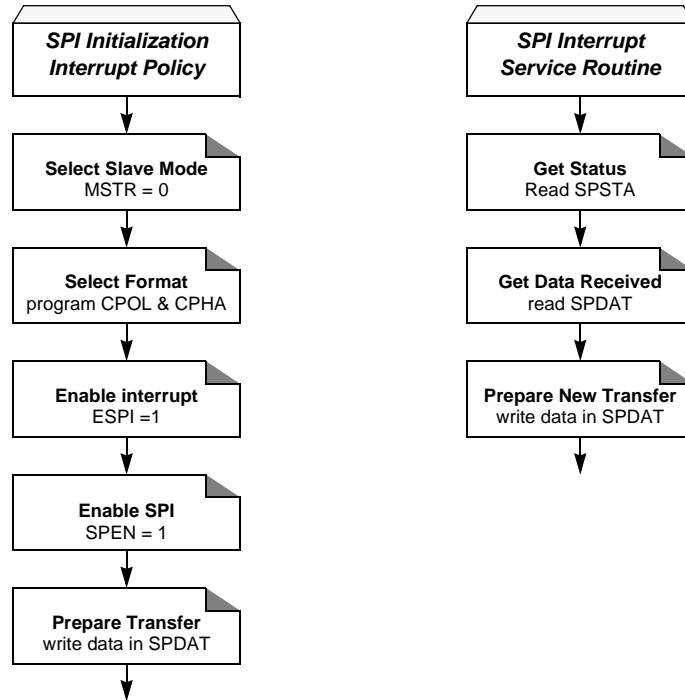 SPI Initialization
Interrupt Policy
Select Slave Mode
MSTR = 0
Select Format
program CPOL & CPHA
Enable interrupt
ESPI =1
Enable SPI
SPEN = 1
Prepare Transfer
write data in SPDAT
SPI Interrupt
Service Routine
Get Status
Read SPSTA
Get Data Received
read SPDAT
Prepare New Transfer
write data in SPDAT